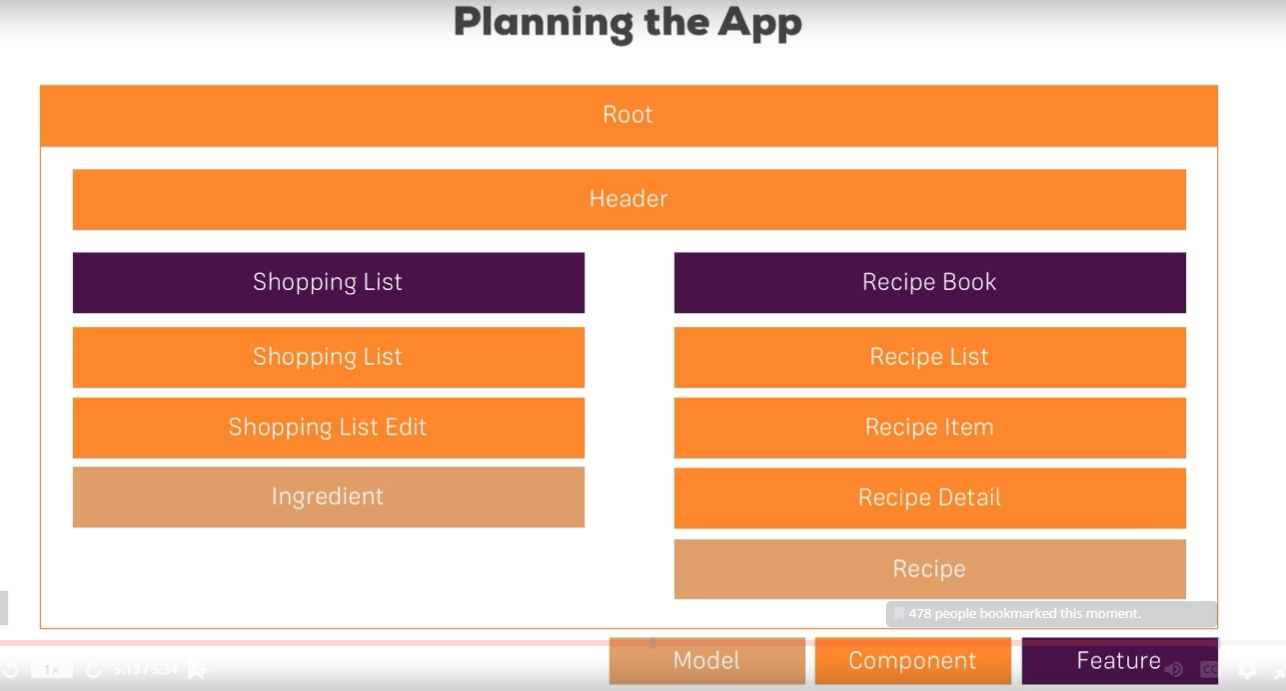 Planning the App
Root
Header
Shopping List
Recipe Book
Shopping List
Recipe List
Shopping List Edit
Recipe Item
Ingredient
Recipe Detail
Recipe
478 people bookmarked this moment.
Model
Component
Feature
1×
5:13 / 5:34
CC